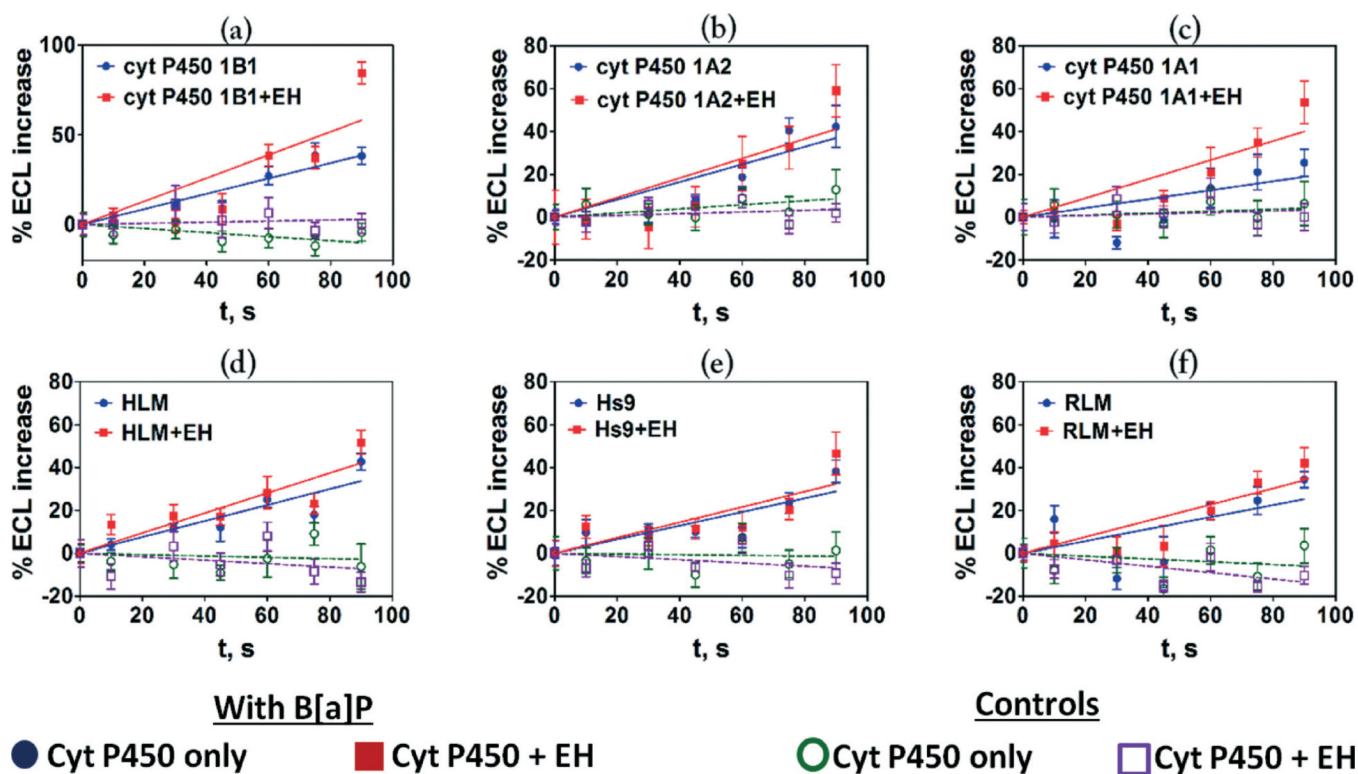 (a)
% ECL increase
100
50
0
cyt P450 1B1
cyt P450 1B1+EH
0 20 40 60 80 100
t, s
(b)
% ECL increase
80
60
40
20
0
-20
cyt P450 1A2
cyt P450 1A2+EH
0 20 40 60 80 100
t, s
(c)
% ECL increase
80
60
40
20
0
-20
cyt P450 1A1
cyt P450 1A1+EH
0 20 40 60 80 100
t, s
(d)
% ECL increase
80
60
40
20
0
-20
HLM
HLM+EH
0 20 40 60 80 100
t, s
(e)
% ECL increase
80
60
40
20
0
-20
Hs9
Hs9+EH
0 20 40 60 80 100
t, s
(f)
% ECL increase
80
60
40
20
0
-20
RLM
RLM+EH
0 20 40 60 80 100
t, s
With B[a]P
Cyt P450 only
Cyt P450 + EH
Controls
Cyt P450 only
Cyt P450 + EH